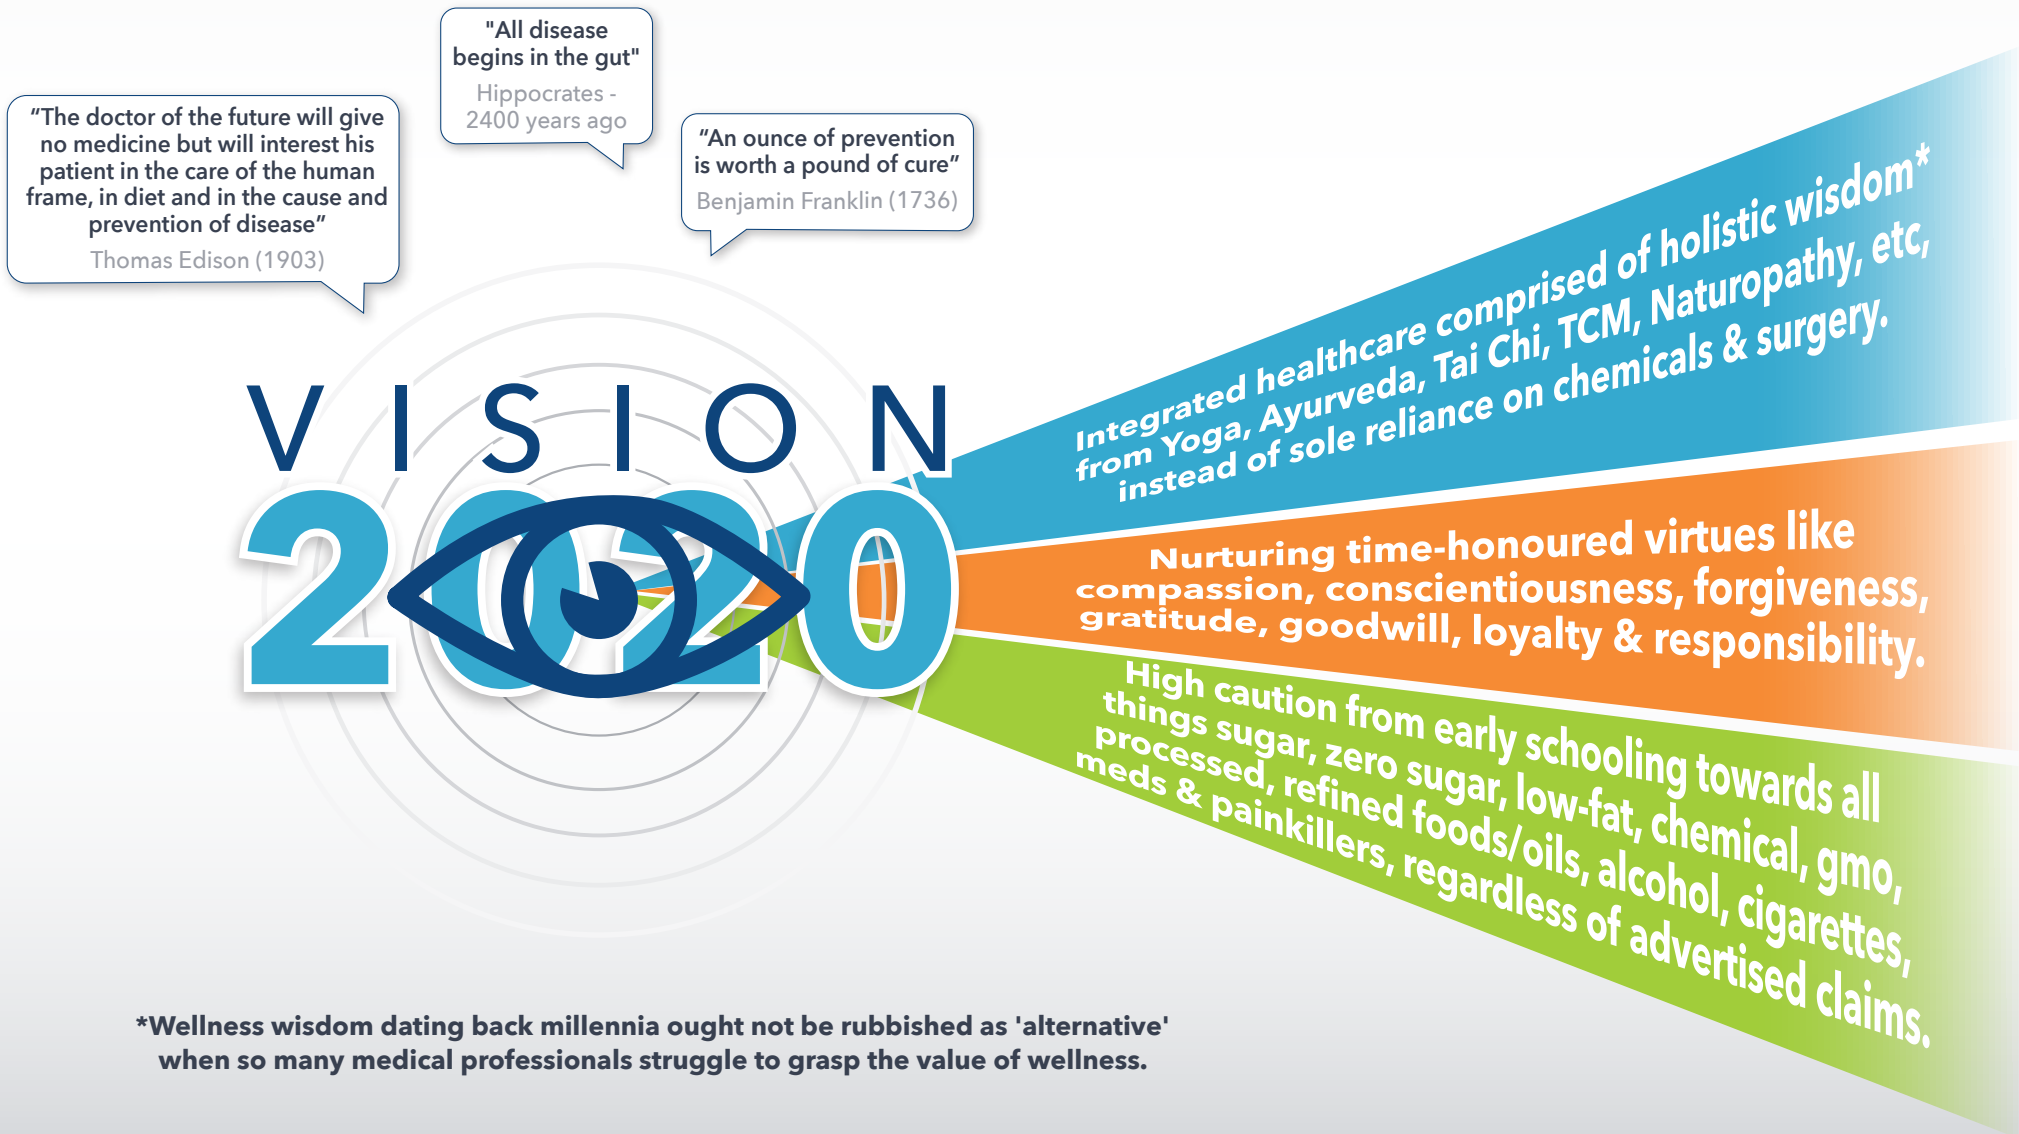 "All disease
begins in the gut"
Hippocrates -
2400 years ago
“The doctor of the future will give
no medicine but will interest his
patient in the care of the human
frame, in diet and in the cause and
prevention of disease”
Thomas Edison (1903)
“An ounce of prevention
is worth a pound of cure”
Benjamin Franklin (1736)
VISION
2020
Integrated healthcare comprised of holistic wisdom*
from Yoga, Ayurveda, Tai Chi, TCM, Naturopathy, etc,
instead of sole reliance on chemicals & surgery.
Nurturing time-honoured virtues like
compassion, conscientiousness, forgiveness,
gratitude, goodwill, loyalty & responsibility.
High caution from early schooling towards all
things sugar, zero sugar, low-fat, chemical, gmo,
processed, refined foods/oils, alcohol, cigarettes,
meds & painkillers, regardless of advertised claims.
*Wellness wisdom dating back millennia ought not be rubbished as 'alternative'
when so many medical professionals struggle to grasp the value of wellness.